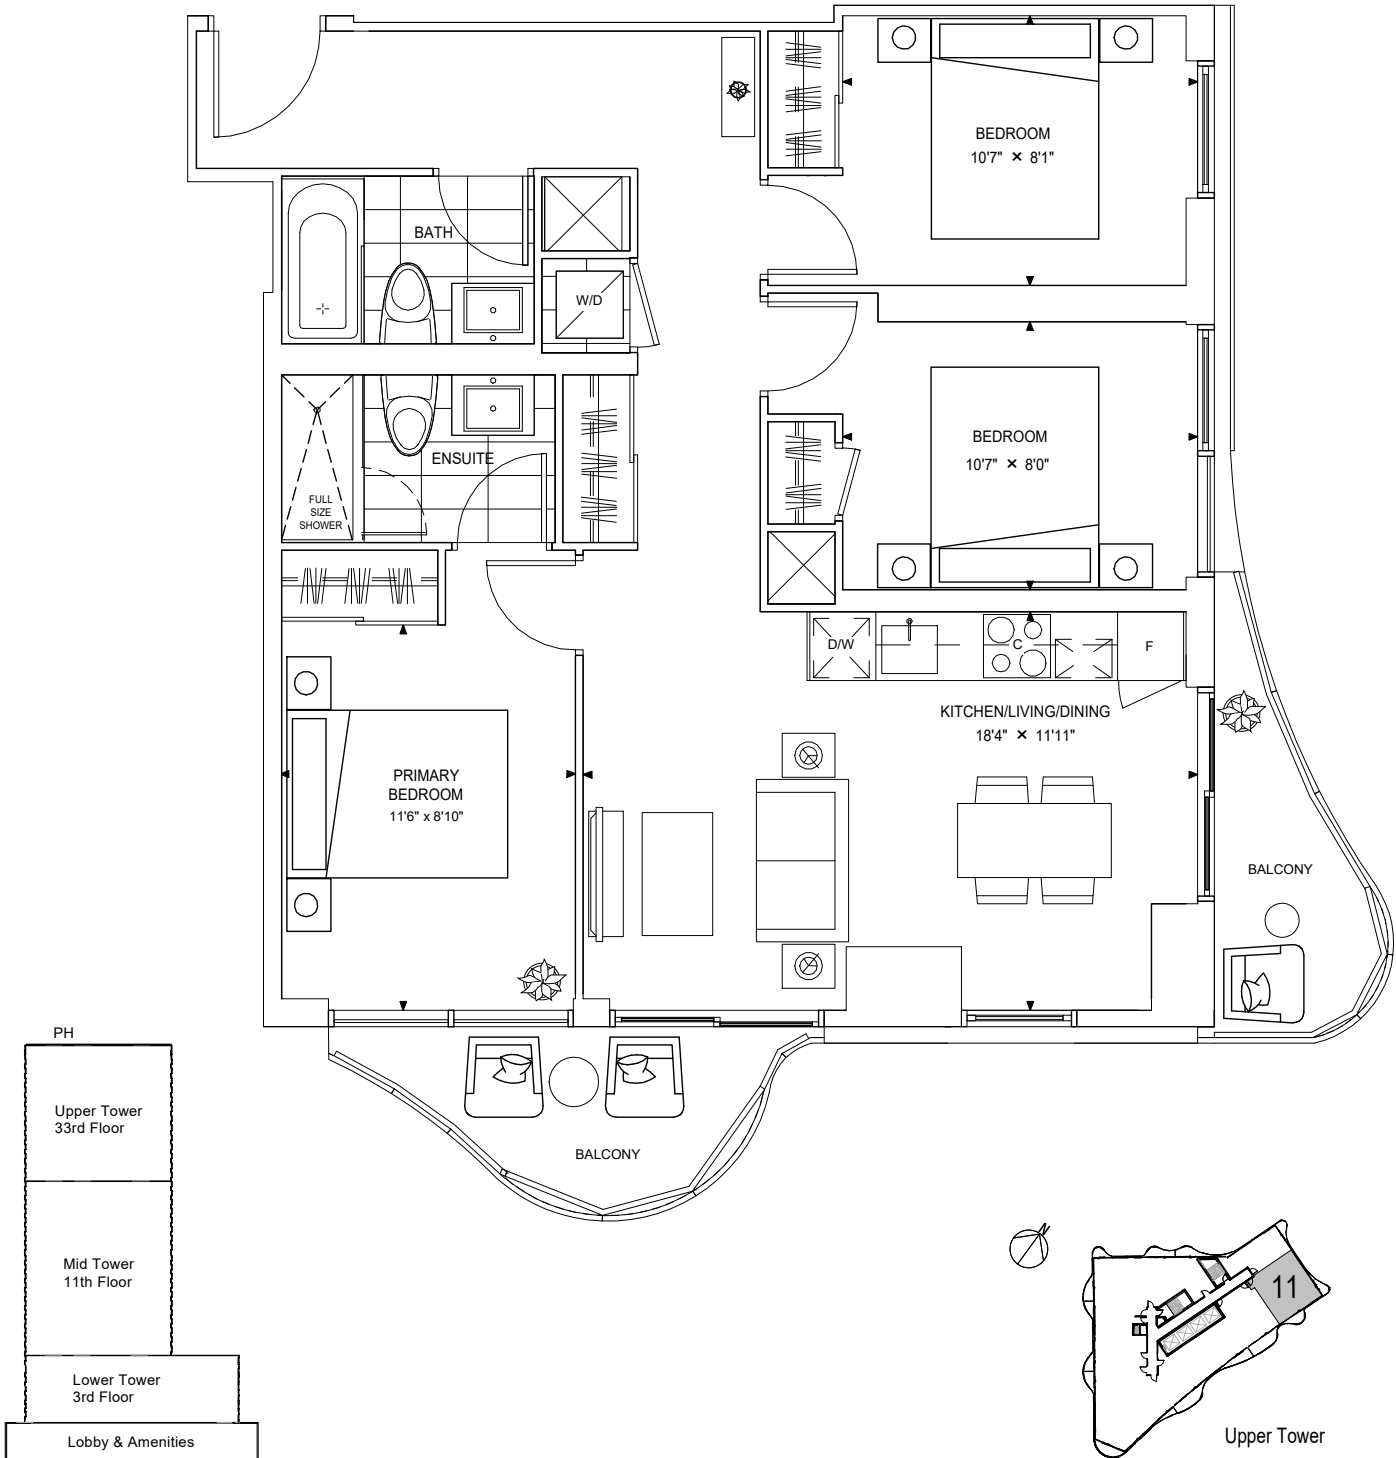 BEDROOM
10'7" × 8'1"
BATH
W/D
BEDROOM
10'7" × 8'0"
ENSUITE
FULL
SIZE
SHOWER
D/W
C
F
KITCHEN/LIVING/DINING
18'4" × 11'11"
PRIMARY
BEDROOM
11'6" x 8'10"
BALCONY
BALCONY
PH
Upper Tower
33rd Floor
Mid Tower
11th Floor
Lower Tower
3rd Floor
Lobby & Amenities
N
11
Upper Tower